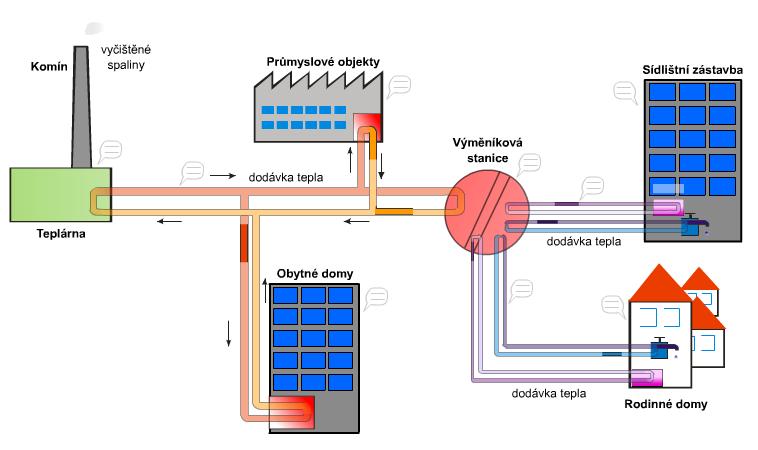 vyčištěné
spaliny
Komín
Průmyslové objekty
Sídlištní zástavba
Výměníková
stanice
dodávka tepla
Teplárna
dodávka tepla
Obytné domy
dodávka tepla
Rodinné domy